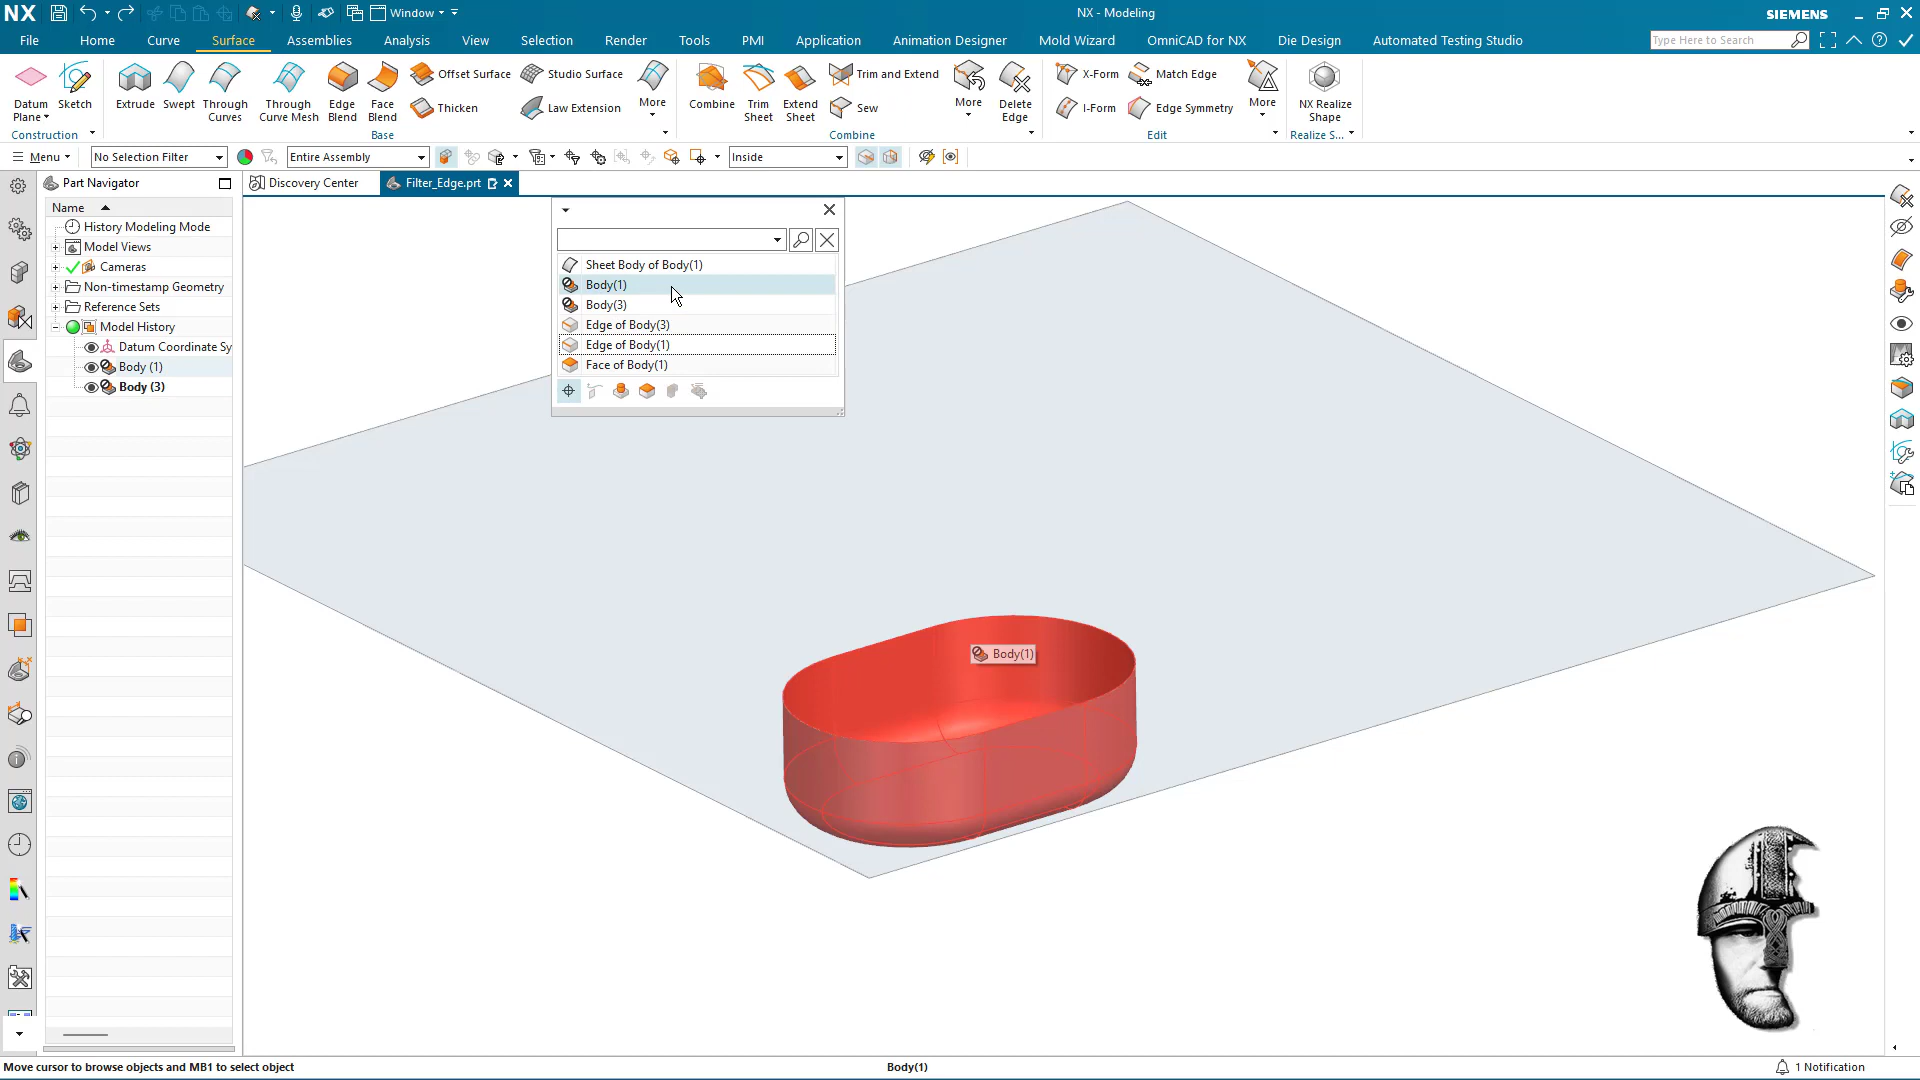 NX
Window
NX - Modeling
SIEMENS
File
Home
Curve
Surface
Assemblies
Analysis
View
Selection
Render
Tools
PMI
Application
Animation Designer
Mold Wizard
OmniCAD for NX
Die Design
Automated Testing Studio
Type Here to Search
Datum Plane
Sketch
Extrude
Swept
Through Curves
Through Curve Mesh
Edge Blend
Face Blend
Offset Surface
Thicken
Studio Surface
Law Extension
More
Combine
Trim Sheet
Extend Sheet
Trim and Extend
Sew
More
Delete Edge
X-Form
I-Form
Match Edge
Edge Symmetry
More
NX Realize Shape
Construction
Base
Combine
Edit
Realize S...
Menu
No Selection Filter
Entire Assembly
Inside
Part Navigator
Discovery Center
Filter_Edge.prt
Name
History Modeling Mode
Model Views
Cameras
Non-timestamp Geometry
Reference Sets
Model History
Datum Coordinate Sy
Body (1)
Body (3)
Sheet Body of Body(1)
Body(1)
Body(3)
Edge of Body(3)
Edge of Body(1)
Face of Body(1)
Body(1)
Move cursor to browse objects and MB1 to select object
Body(1)
1 Notification